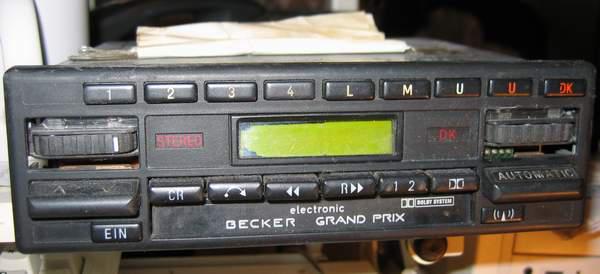 1 2 3 4 L M U U DK
STEREO DK
CR ◀◀ R▶▶ 1 2
AUTOMATIC
electronic DOLBY SYSTEM
BECKER GRAND PRIX
EIN